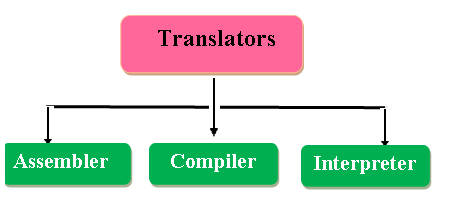 Translators
Assembler
Compiler
Interpreter